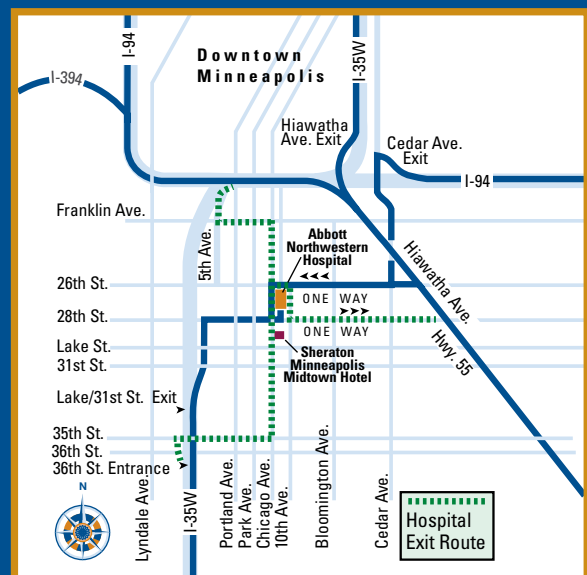 I-94
I-394
Downtown
Minneapolis
I-35W
Hiawatha
Ave. Exit
Cedar Ave.
Exit
I-94
Franklin Ave.
5th Ave.
Abbott
Northwestern
Hospital
Hiawatha Ave.
26th St.
ONE WAY
28th St.
ONE WAY
Hwy. 55
Lake St.
31st St.
Sheraton
Minneapolis
Midtown Hotel
Lake/31st St. Exit
35th St.
36th St.
36th St. Entrance
N
Lyndale Ave.
I-35W
Portland Ave.
Park Ave.
Chicago Ave.
10th Ave.
Bloomington Ave.
Cedar Ave.
Hospital
Exit Route